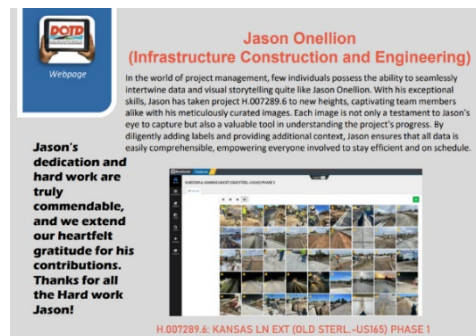 DOTD
Webpage
Jason Onellion
(Infrastructure Construction and Engineering)
In the world of project management, few individuals possess the ability to seamlessly
intertwine data and visual storytelling quite like Jason Onellion. With his exceptional
skills, Jason has taken project H.007289.6 to new heights, captivating team members
alike with his meticulously curated images. Each image is not only a testament to Jason's
eye to capture but also a valuable tool in understanding the project's progress. By
diligently adding labels and providing additional context, Jason ensures that all data is
easily comprehensible, empowering everyone involved to stay efficient and on schedule.
Jason's
dedication and
hard work are
truly
commendable,
and we extend
our heartfelt
gratitude for his
contributions.
Thanks for all
the Hard work
Jason!
H.007289.6: KANSAS LN EXT (OLD STERL.-US165) PHASE 1